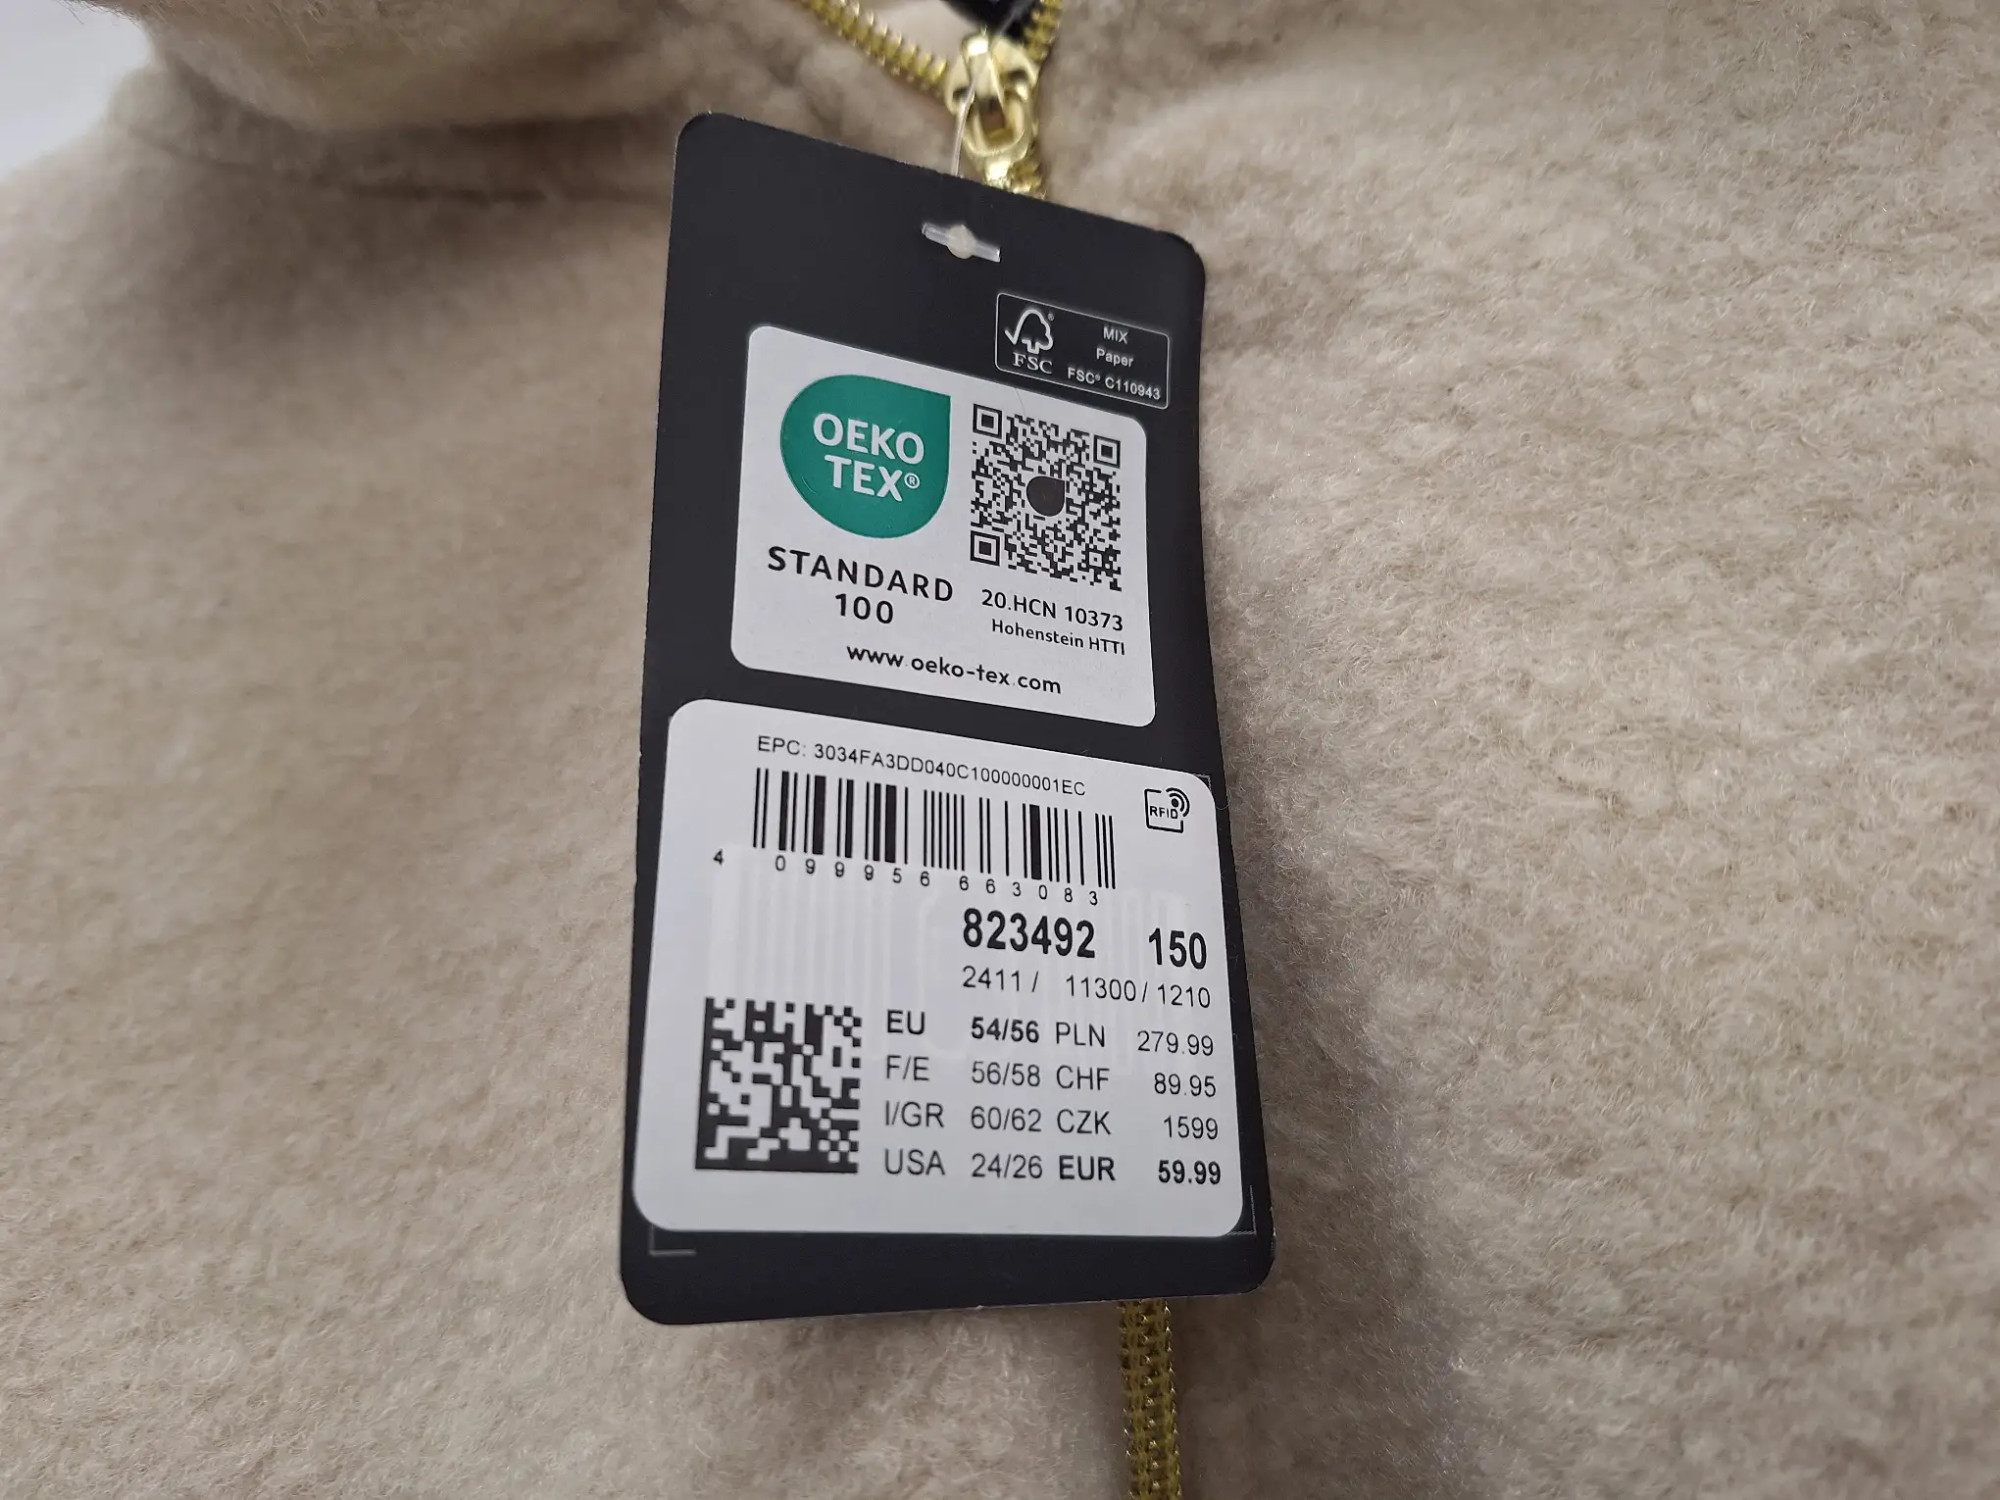 FSC
MIX
Paper
FSC® C110943
OEKO
TEX®
STANDARD
100
20.HCN 10373
Hohenstein HTTI
www.oeko-tex.com
EPC: 3034FA3DD040C100000001EC
RFID
4 099956 663083
823492 150
2411 / 11300 / 1210
EU 54/56 PLN 279.99
F/E 56/58 CHF 89.95
I/GR 60/62 CZK 1599
USA 24/26 EUR 59.99